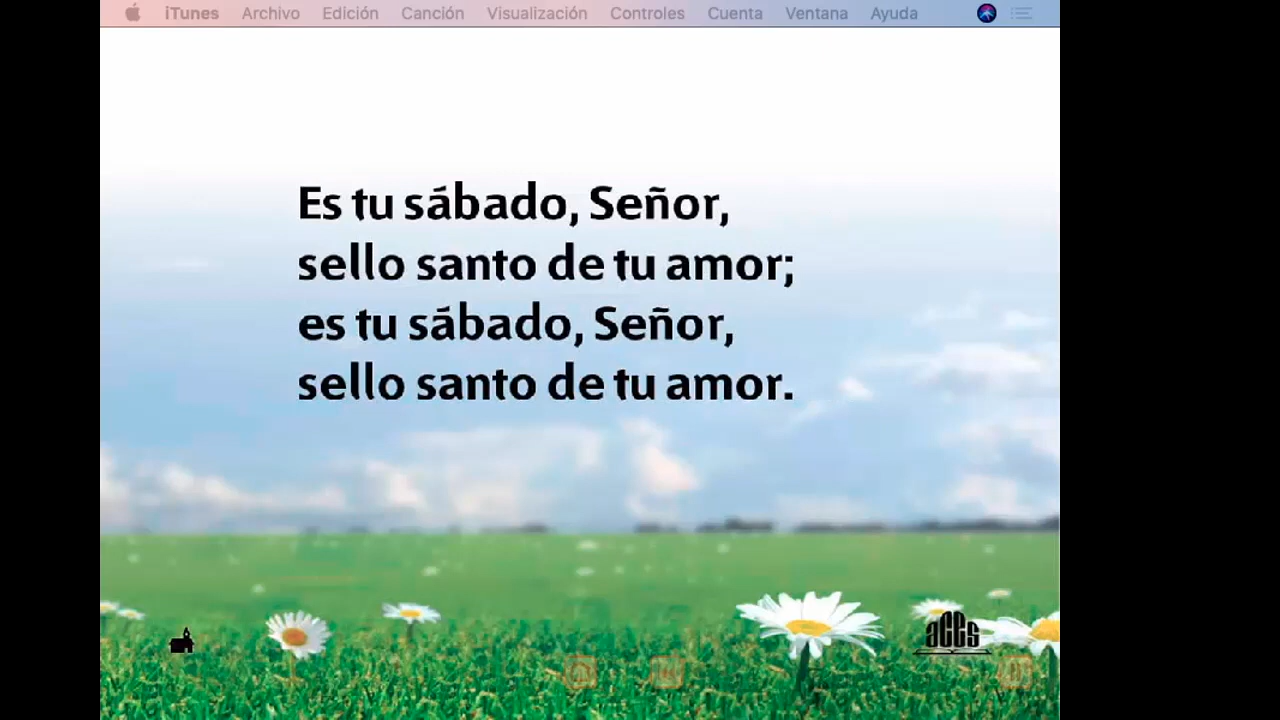 iTunes Archivo Edición Canción Visualización Controles Cuenta Ventana Ayuda
Es tu sábado, Señor,
sello santo de tu amor;
es tu sábado, Señor,
sello santo de tu amor.
aces